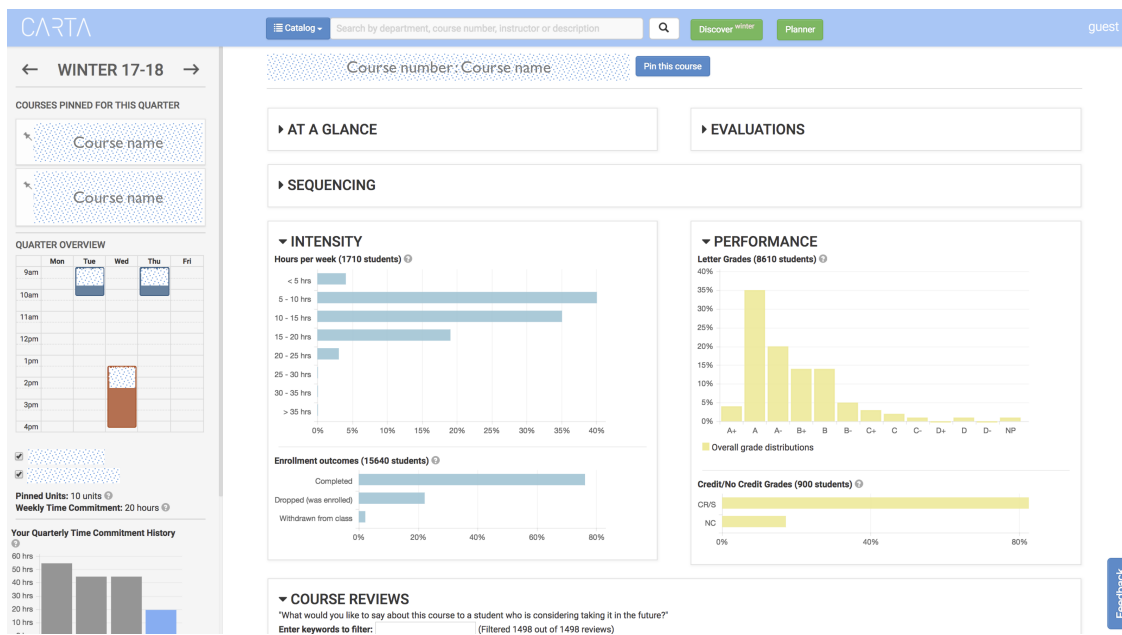 CARTA
Catalog
Search by department, course number, instructor or description
Discover winter
Planner
guest
← WINTER 17-18 →
COURSES PINNED FOR THIS QUARTER
Course name
Course name
QUARTER OVERVIEW
Mon Tue Wed Thu Fri
9am
10am
11am
12pm
1pm
2pm
3pm
4pm
Pinned Units: 10 units
Weekly Time Commitment: 20 hours
Your Quarterly Time Commitment History
60 hrs
50 hrs
40 hrs
30 hrs
20 hrs
10 hrs
Course number: Course name
Pin this course
AT A GLANCE
EVALUATIONS
SEQUENCING
INTENSITY
Hours per week (1710 students)
< 5 hrs
5 - 10 hrs
10 - 15 hrs
15 - 20 hrs
20 - 25 hrs
25 - 30 hrs
30 - 35 hrs
> 35 hrs
0% 5% 10% 15% 20% 25% 30% 35% 40%
Enrollment outcomes (15640 students)
Completed
Dropped (was enrolled)
Withdrawn from class
0% 20% 40% 60% 80%
PERFORMANCE
Letter Grades (8610 students)
40%
35%
30%
25%
20%
15%
10%
5%
0%
A+ A A- B+ B B- C+ C C- D+ D D- NP
Overall grade distributions
Credit/No Credit Grades (900 students)
CR/S
NC
0% 40% 80%
COURSE REVIEWS
"What would you like to say about this course to a student who is considering taking it in the future?"
Enter keywords to filter: (Filtered 1498 out of 1498 reviews)
Feedback